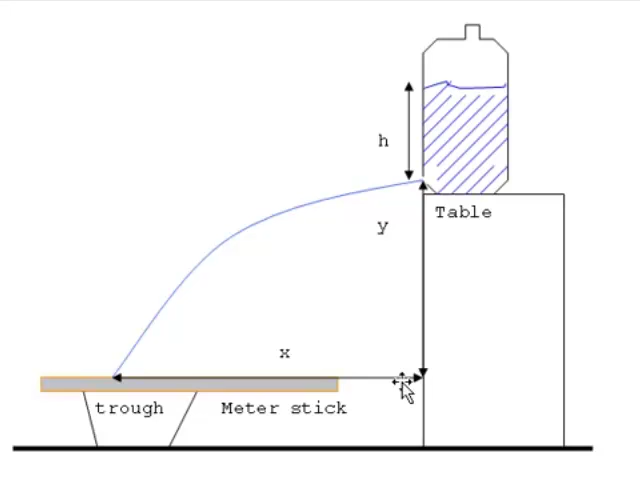 h
Table
y
x
trough
Meter stick